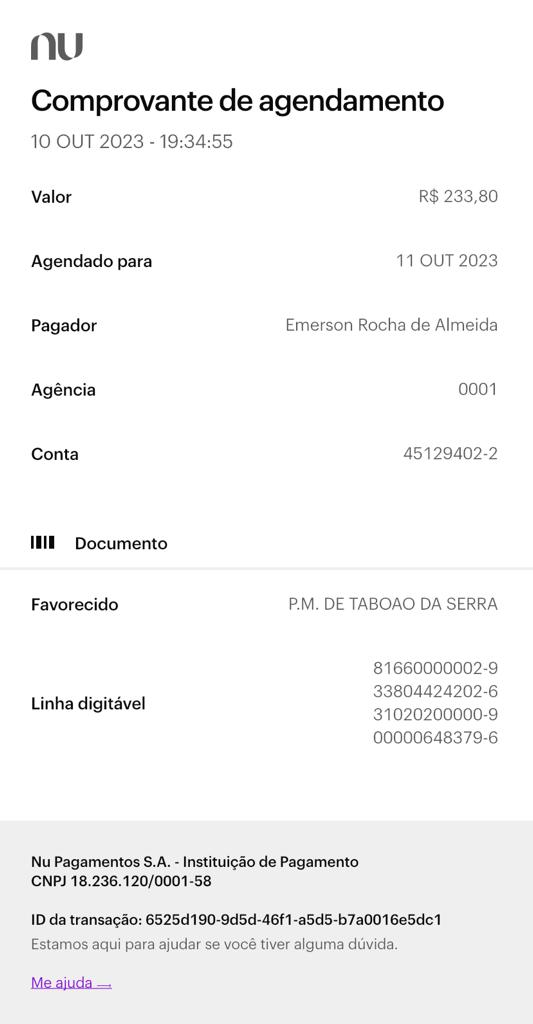 nu
Comprovante de agendamento
10 OUT 2023 - 19:34:55
Valor R$ 233,80
Agendado para 11 OUT 2023
Pagador Emerson Rocha de Almeida
Agência 0001
Conta 45129402-2
Documento
Favorecido P.M. DE TABOAO DA SERRA
Linha digitável
81660000002-9
33804424202-6
31020200000-9
00000648379-6
Nu Pagamentos S.A. - Instituição de Pagamento
CNPJ 18.236.120/0001-58
ID da transação: 6525d190-9d5d-46f1-a5d5-b7a0016e5dc1
Estamos aqui para ajudar se você tiver alguma dúvida.
Me ajuda